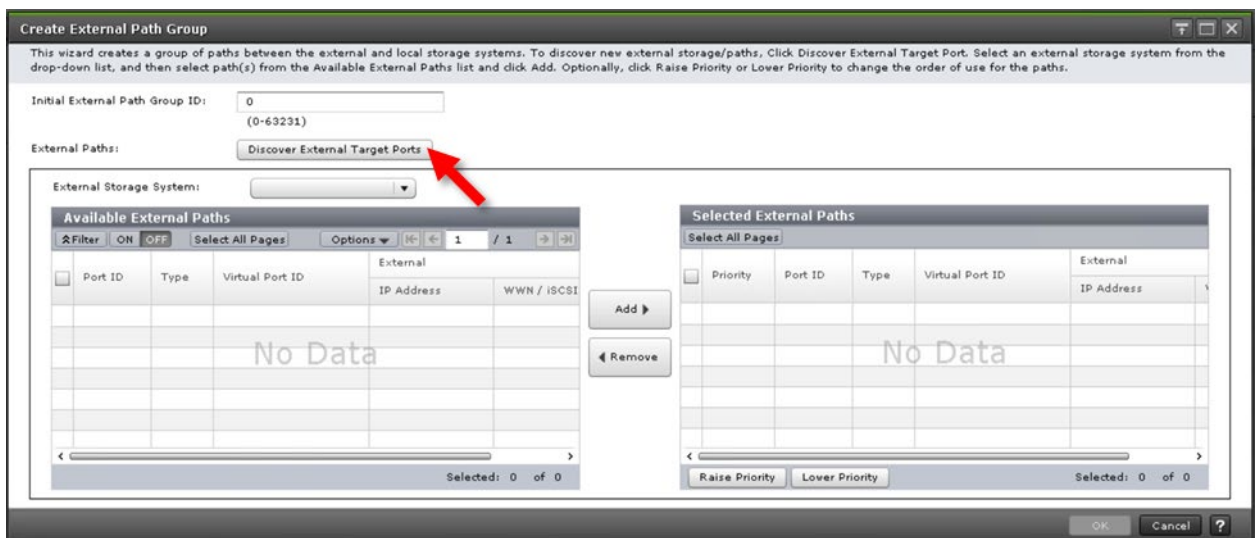 Create External Path Group
This wizard creates a group of paths between the external and local storage systems. To discover new external storage/paths, Click Discover External Target Port. Select an external storage system from the
drop-down list, and then select path(s) from the Available External Paths list and click Add. Optionally, click Raise Priority or Lower Priority to change the order of use for the paths.
Initial External Path Group ID: 0
(0-63231)
External Paths: Discover External Target Ports
External Storage System:
Available External Paths
Filter ON OFF Select All Pages Options 1 / 1
Port ID Type Virtual Port ID External
IP Address WWN / iSCSI
No Data
Selected: 0 of 0
Add
Remove
Selected External Paths
Select All Pages
Priority Port ID Type Virtual Port ID External
IP Address
No Data
Raise Priority Lower Priority Selected: 0 of 0
OK Cancel ?